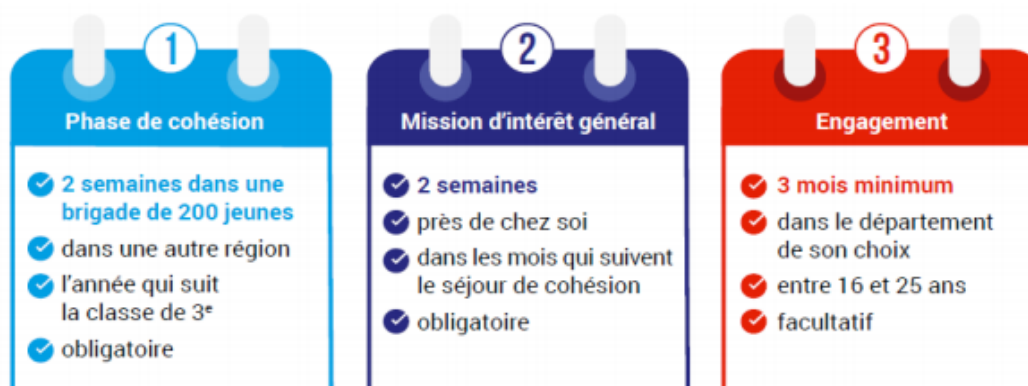 1
Phase de cohésion
2 semaines dans une
brigade de 200 jeunes
dans une autre région
l'année qui suit
la classe de 3ᵉ
obligatoire
2
Mission d'intérêt général
2 semaines
près de chez soi
dans les mois qui suivent
le séjour de cohésion
obligatoire
3
Engagement
3 mois minimum
dans le département
de son choix
entre 16 et 25 ans
facultatif